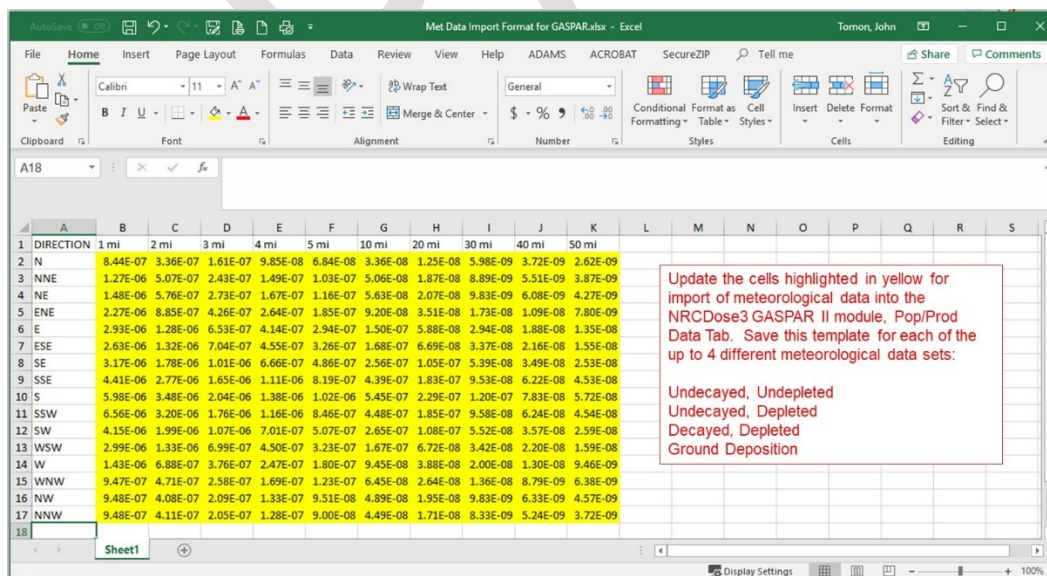 AutoSave Off Met Data Import Format for GASPAR.xlsx - Excel Tomon, John
File Home Insert Page Layout Formulas Data Review View Help ADAMS ACROBAT SecureZIP Tell me Share Comments
Paste Calibri 11 A^ A˅ Wrap Text General Conditional Formatting Format as Table Cell Styles Insert Delete Format Sort & Filter Find & Select
B I U A Merge & Center $ % 9
Clipboard Font Alignment Number Styles Cells Editing
A18 fx
A B C D E F G H I J K L M N O P Q R S
1 DIRECTION 1 mi 2 mi 3 mi 4 mi 5 mi 10 mi 20 mi 30 mi 40 mi 50 mi
2 N 8.44E-07 3.36E-07 1.61E-07 9.85E-08 6.84E-08 3.36E-08 1.25E-08 5.98E-09 3.72E-09 2.62E-09
3 NNE 1.27E-06 5.07E-07 2.43E-07 1.49E-07 1.03E-07 5.06E-08 1.87E-08 8.89E-09 5.51E-09 3.87E-09
4 NE 1.48E-06 5.76E-07 2.73E-07 1.67E-07 1.16E-07 5.63E-08 2.07E-08 9.83E-09 6.08E-09 4.27E-09
5 ENE 2.27E-06 8.85E-07 4.26E-07 2.64E-07 1.85E-07 9.20E-08 3.51E-08 1.73E-08 1.09E-08 7.80E-09
6 E 2.93E-06 1.28E-06 6.53E-07 4.14E-07 2.94E-07 1.50E-07 5.88E-08 2.94E-08 1.88E-08 1.35E-08
7 ESE 2.63E-06 1.32E-06 7.04E-07 4.55E-07 3.26E-07 1.68E-07 6.69E-08 3.37E-08 2.16E-08 1.55E-08
8 SE 3.17E-06 1.78E-06 1.01E-06 6.66E-07 4.86E-07 2.56E-07 1.05E-07 5.39E-08 3.49E-08 2.53E-08
9 SSE 4.41E-06 2.77E-06 1.65E-06 1.11E-06 8.19E-07 4.39E-07 1.83E-07 9.53E-08 6.22E-08 4.53E-08
10 S 5.98E-06 3.48E-06 2.04E-06 1.38E-06 1.02E-06 5.45E-07 2.29E-07 1.20E-07 7.83E-08 5.72E-08
11 SSW 6.56E-06 3.20E-06 1.76E-06 1.16E-06 8.46E-07 4.48E-07 1.85E-07 9.58E-08 6.24E-08 4.54E-08
12 SW 4.15E-06 1.99E-06 1.07E-06 7.01E-07 5.07E-07 2.65E-07 1.08E-07 5.52E-08 3.57E-08 2.59E-08
13 WSW 2.99E-06 1.33E-06 6.99E-07 4.50E-07 3.23E-07 1.67E-07 6.72E-08 3.42E-08 2.20E-08 1.59E-08
14 W 1.43E-06 6.88E-07 3.76E-07 2.47E-07 1.80E-07 9.45E-08 3.88E-08 2.00E-08 1.30E-08 9.46E-09
15 WNW 9.47E-07 4.71E-07 2.58E-07 1.69E-07 1.23E-07 6.45E-08 2.64E-08 1.36E-08 8.79E-09 6.38E-09
16 NW 9.48E-07 4.08E-07 2.09E-07 1.33E-07 9.51E-08 4.89E-08 1.95E-08 9.83E-09 6.33E-09 4.57E-09
17 NNW 9.48E-07 4.11E-07 2.05E-07 1.28E-07 9.00E-08 4.49E-08 1.71E-08 8.33E-09 5.24E-09 3.72E-09
18
Update the cells highlighted in yellow for
import of meteorological data into the
NRCDose3 GASPAR II module, Pop/Prod
Data Tab. Save this template for each of the
up to 4 different meteorological data sets:
Undecayed, Undepleted
Undecayed, Depleted
Decayed, Depleted
Ground Deposition
Sheet1
Display Settings 100%